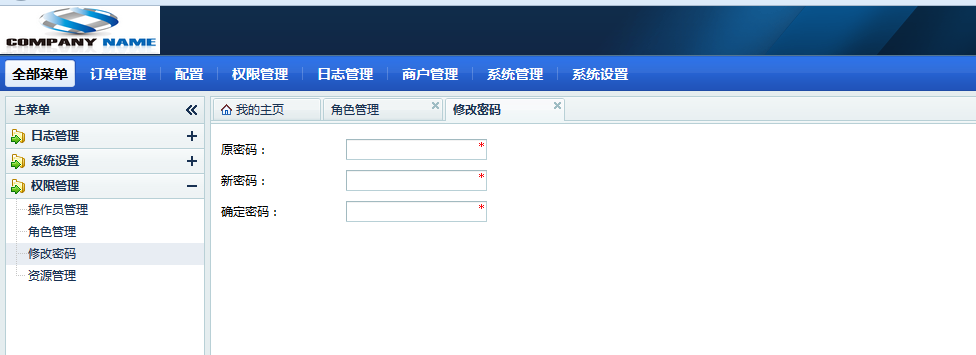 COMPANY NAME
全部菜单 订单管理 配置 权限管理 日志管理 商户管理 系统管理 系统设置
主菜单
我的主页 角色管理 修改密码
日志管理
系统设置
权限管理
操作员管理
角色管理
修改密码
资源管理
原密码： *
新密码： *
确定密码： *